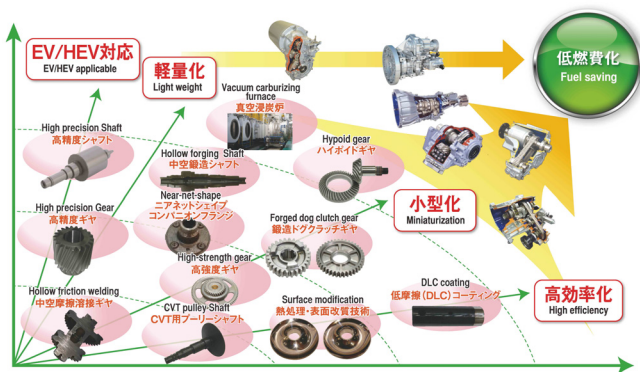 EV/HEV対応
EV/HEV applicable
軽量化
Light weight
低燃費化
Fuel saving
Vacuum carburizing
furnace
真空浸炭炉
High precision Shaft
高精度シャフト
Hollow forging Shaft
中空鍛造シャフト
Hypoid gear
ハイポイドギヤ
Near-net-shape
ニアネットシェイプ
コンパニオンフランジ
小型化
Miniaturization
High precision Gear
高精度ギヤ
Forged dog clutch gear
鍛造ドグクラッチギヤ
High-strength gear
高強度ギヤ
Hollow friction welding
中空摩擦溶接ギヤ
CVT pulley Shaft
CVT用プーリーシャフト
Surface modification
熱処理・表面改質技術
DLC coating
低摩擦（DLC）コーティング
高効率化
High efficiency